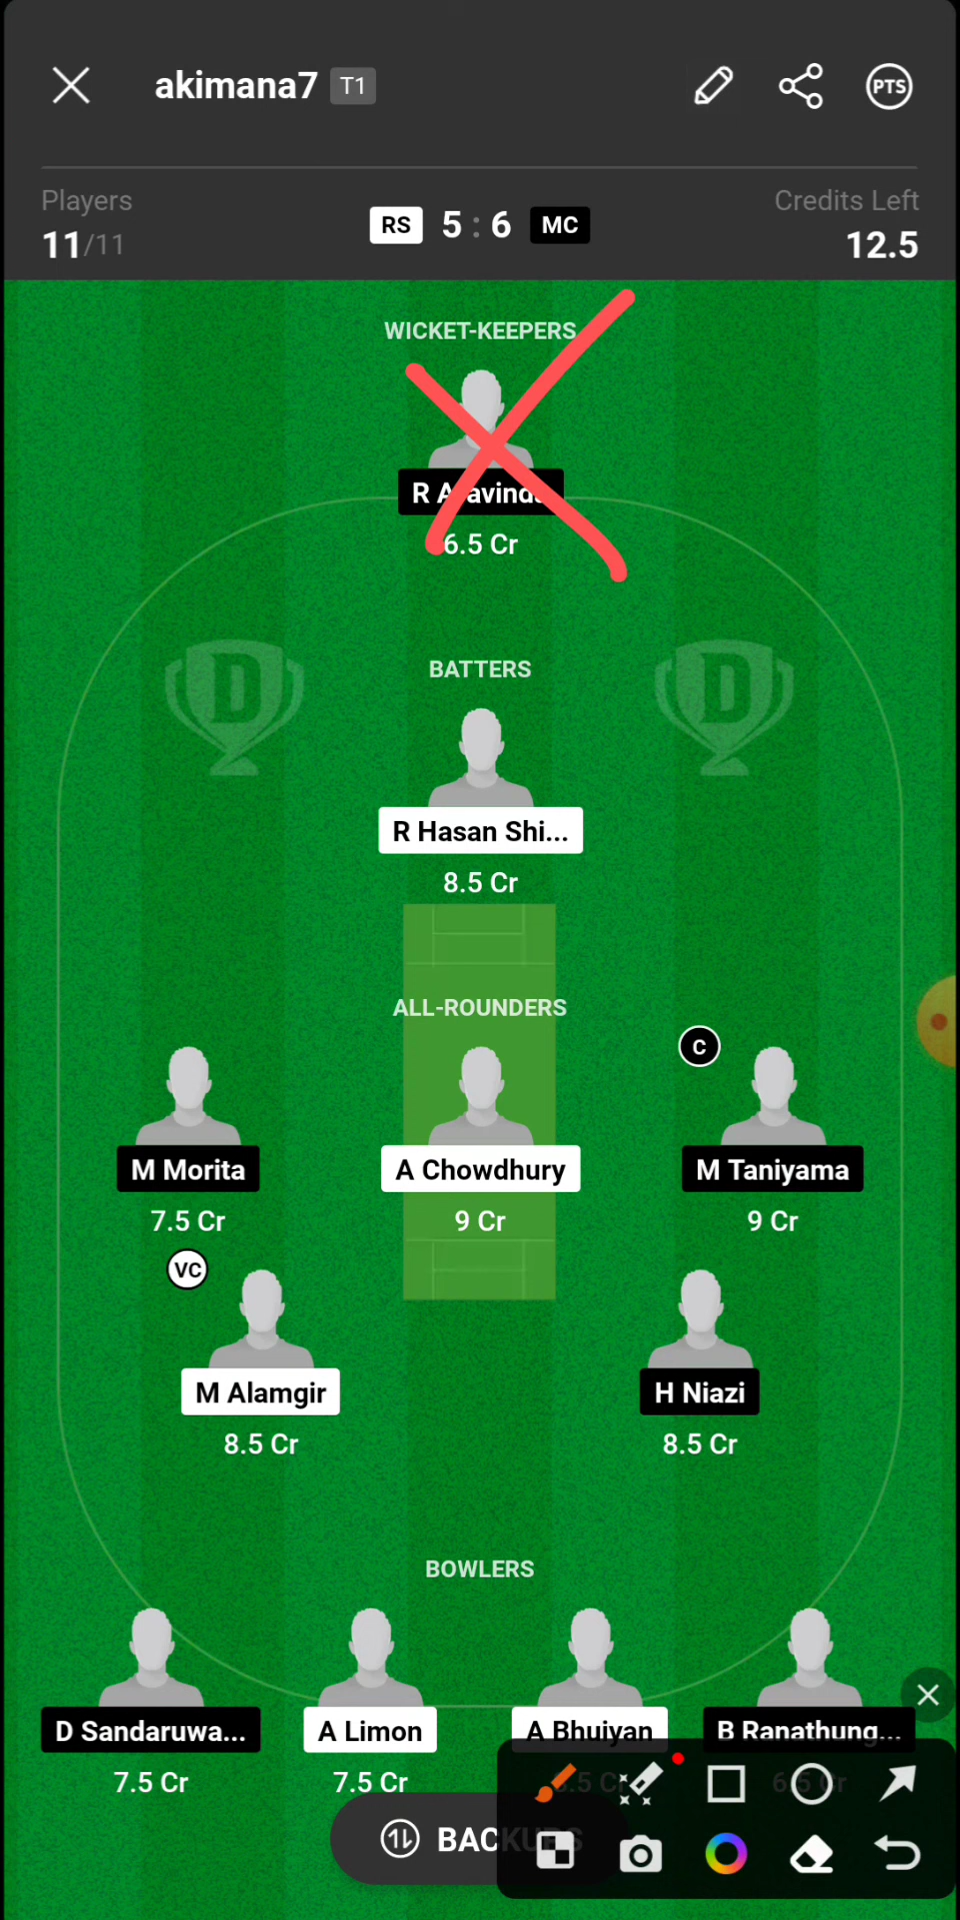 akimana7 T1
PTS
Players
11/11
RS 5 : 6 MC
Credits Left
12.5
WICKET-KEEPERS
6.5 Cr
BATTERS
R Hasan Shi...
8.5 Cr
ALL-ROUNDERS
C
M Morita
A Chowdhury
M Taniyama
7.5 Cr
9 Cr
9 Cr
VC
M Alamgir
H Niazi
8.5 Cr
8.5 Cr
BOWLERS
D Sandaruwa...
A Limon
A Bhuiyan
B Ranathung...
7.5 Cr
7.5 Cr
BACKUPS